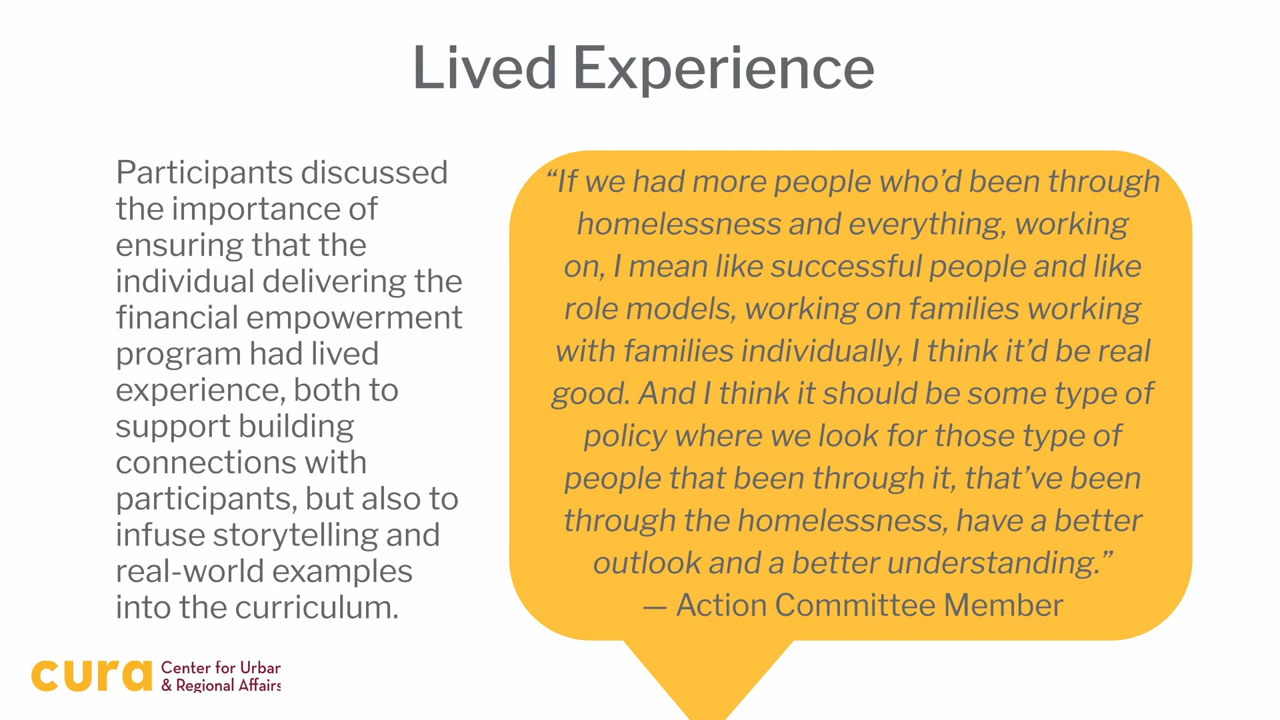 Lived Experience
Participants discussed
the importance of
ensuring that the
individual delivering the
financial empowerment
program had lived
experience, both to
support building
connections with
participants, but also to
infuse storytelling and
real-world examples
into the curriculum.
“If we had more people who’d been through
homelessness and everything, working
on, I mean like successful people and like
role models, working on families working
with families individually, I think it’d be real
good. And I think it should be some type of
policy where we look for those type of
people that been through it, that’ve been
through the homelessness, have a better
outlook and a better understanding.”
— Action Committee Member
cura
Center for Urban
& Regional Affairs